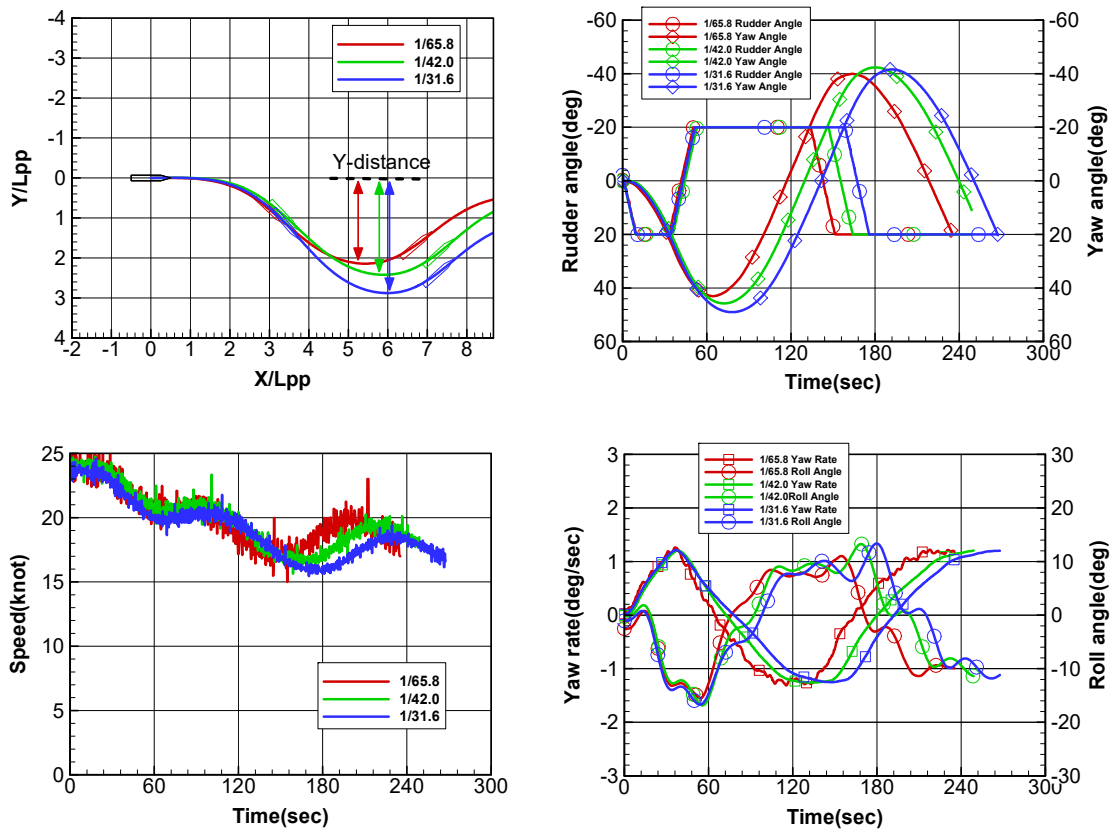 -4
-3
-2
-1
0
1
2
3
4
Y/Lpp
-2 -1 0 1 2 3 4 5 6 7 8
X/Lpp
1/65.8
1/42.0
1/31.6
Y-distance
-60
-40
-20
0
20
40
60
Rudder angle(deg)
0 60 120 180 240 300
Time(sec)
1/65.8 Rudder Angle
1/65.8 Yaw Angle
1/42.0 Rudder Angle
1/42.0 Yaw Angle
1/31.6 Rudder Angle
1/31.6 Yaw Angle
-60
-40
-20
0
20
40
60
Yaw angle(deg)
25
20
15
10
5
0
Speed(knot)
0 60 120 180 240 300
Time(sec)
1/65.8
1/42.0
1/31.6
3
2
1
0
-1
-2
-3
Yaw rate(deg/sec)
0 60 120 180 240 300
Time(sec)
1/65.8 Yaw Rate
1/65.8 Roll Angle
1/42.0 Yaw Rate
1/42.0Roll Angle
1/31.6 Yaw Rate
1/31.6 Roll Angle
30
20
10
0
-10
-20
-30
Roll angle(deg)